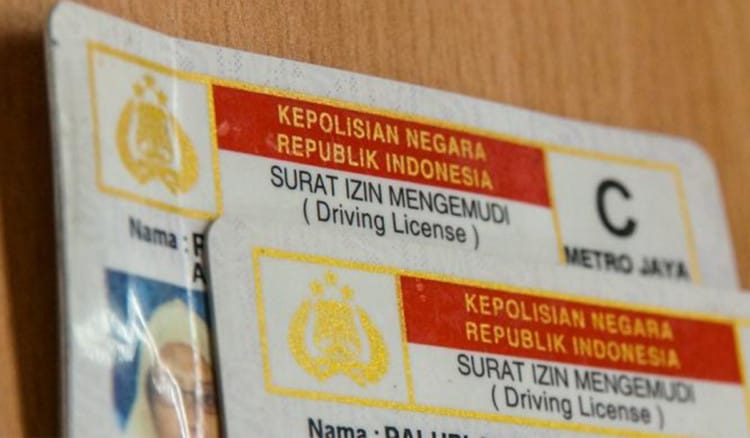 KEPOLISIAN NEGARA
REPUBLIK INDONESIA
SURAT IZIN MENGEMUDI
( Driving License )
C
METRO JAYA
Nama :
KEPOLISIAN NEGARA
REPUBLIK INDONESIA
SURAT IZIN MENGEMUDI
( Driving License )
Nama :